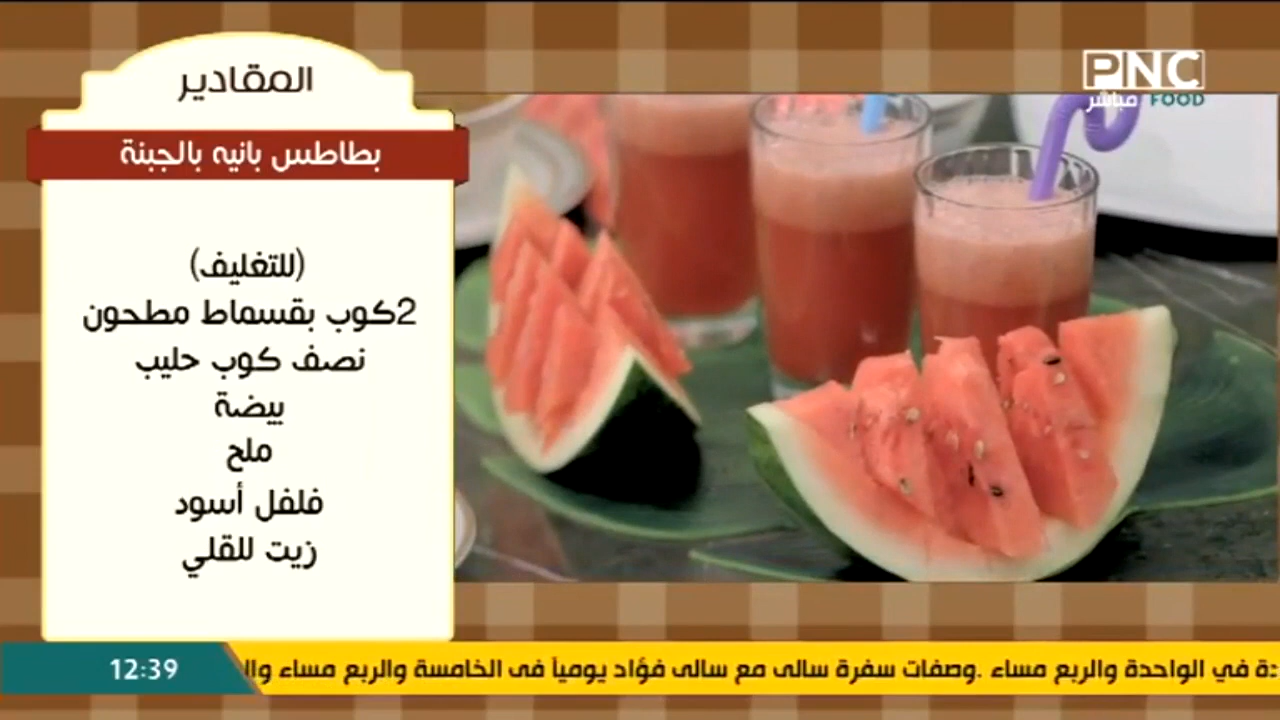 المقادير
بطاطس بانيه بالجبنة
(للتغليف)
2كوب بقسماط مطحون
نصف كوب حليب
بيضة
ملح
فلفل أسود
زيت للقلي
PNC
FOOD مباشر
في الواحدة والربع مساء .وصفات سفرة سالى مع سالى فؤاد يومياً فى الخامسة والربع مساء
12:39